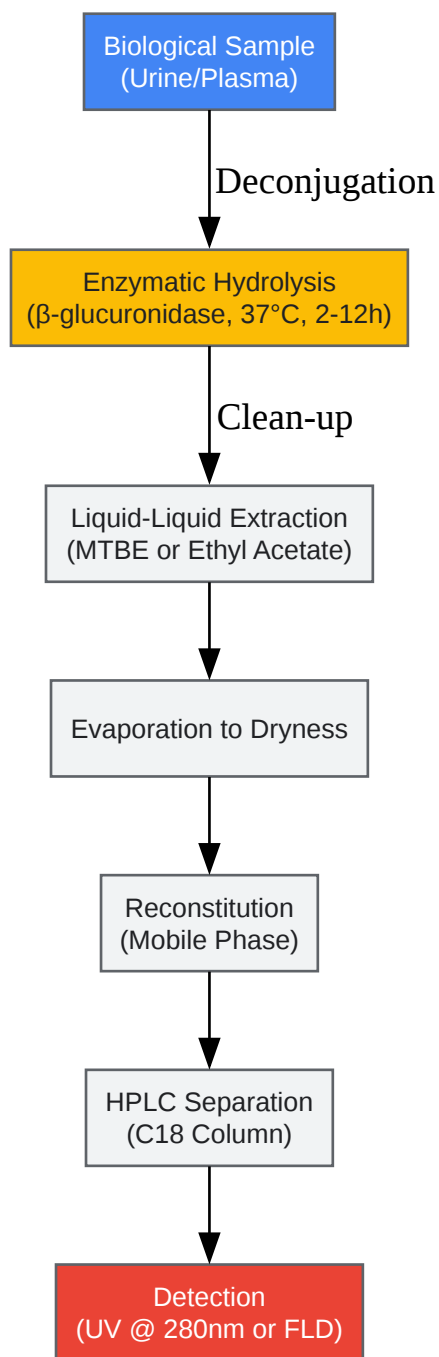 Biological Sample
(Urine/Plasma)
Deconjugation
Enzymatic Hydrolysis
(β-glucuronidase, 37°C, 2-12h)
Clean-up
Liquid-Liquid Extraction
(MTBE or Ethyl Acetate)
Evaporation to Dryness
Reconstitution
(Mobile Phase)
HPLC Separation
(C18 Column)
Detection
(UV @ 280nm or FLD)